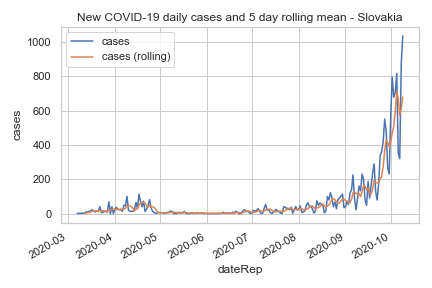 New COVID-19 daily cases and 5 day rolling mean - Slovakia
cases
cases (rolling)
1000
800
600
400
200
0
cases
2020-03
2020-04
2020-05
2020-06
2020-07
2020-08
2020-09
2020-10
dateRep